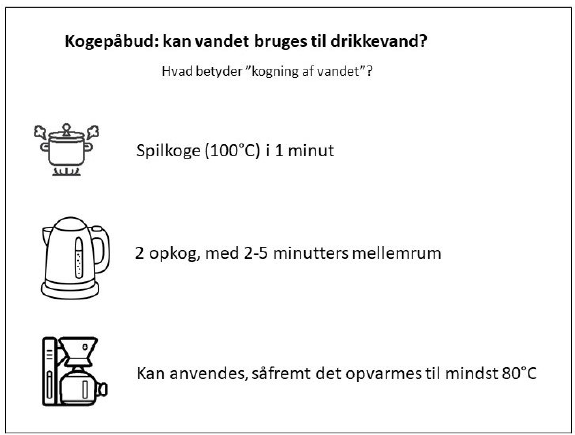 Kogepåbud: kan vandet bruges til drikkevand?
Hvad betyder ”kogning af vandet”?
Spilkoge (100°C) i 1 minut
2 opkog, med 2-5 minutters mellemrum
Kan anvendes, såfremt det opvarmes til mindst 80°C